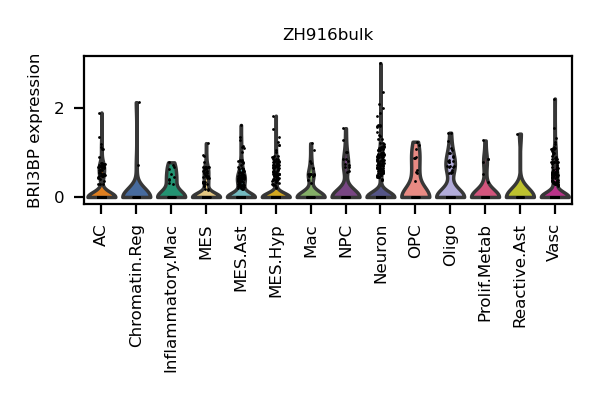 ZH916bulk
BRI3BP expression
2
0
AC
Chromatin.Reg
Inflammatory.Mac
MES
MES.Ast
MES.Hyp
Mac
NPC
Neuron
OPC
Oligo
Prolif.Metab
Reactive.Ast
Vasc